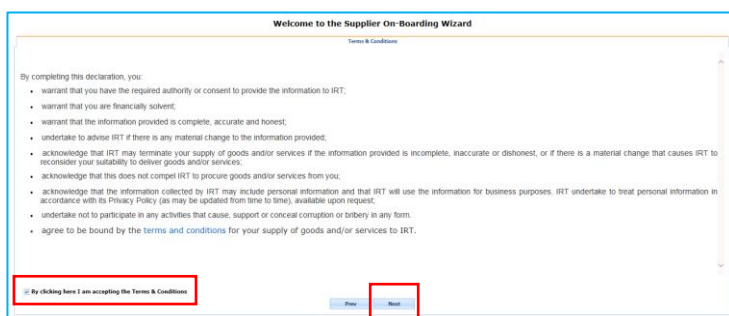 Welcome to the Supplier On-Boarding Wizard
Terms & Conditions
By completing this declaration, you:
• warrant that you have the required authority or consent to provide the information to IRT;
• warrant that you are financially solvent;
• warrant that the information provided is complete, accurate and honest;
• undertake to advise IRT if there is any material change to the information provided;
• acknowledge that IRT may terminate your supply of goods and/or services if the information provided is incomplete, inaccurate or dishonest, or if there is a material change that causes IRT to
reconsider your suitability to deliver goods and/or services;
• acknowledge that this does not compel IRT to procure goods and/or services from you;
• acknowledge that the information collected by IRT may include personal information and that IRT will use the information for business purposes. IRT undertake to treat personal information in
accordance with its Privacy Policy (as may be updated from time to time), available upon request;
• undertake not to participate in any activities that cause, support or conceal corruption or bribery in any form.
• agree to be bound by the terms and conditions for your supply of goods and/or services to IRT.
By clicking here I am accepting the Terms & Conditions
Prev Next